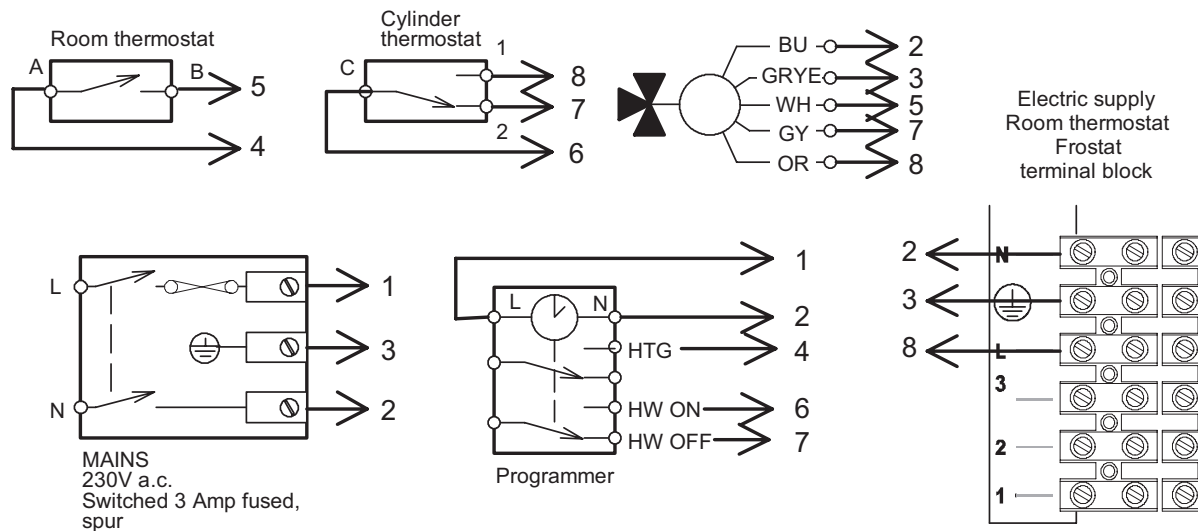 Room thermostat
A
B
5
4
Cylinder
thermostat
C
1
8
7
2
6
BU
2
GRYE
3
WH
5
GY
7
OR
8
Electric supply
Room thermostat
Frostat
terminal block
L
1
3
N
2
MAINS
230V a.c.
Switched 3 Amp fused,
spur
1
L
N
2
HTG
4
HW ON
6
HW OFF
7
Programmer
2
N
3
8
L
3
2
1